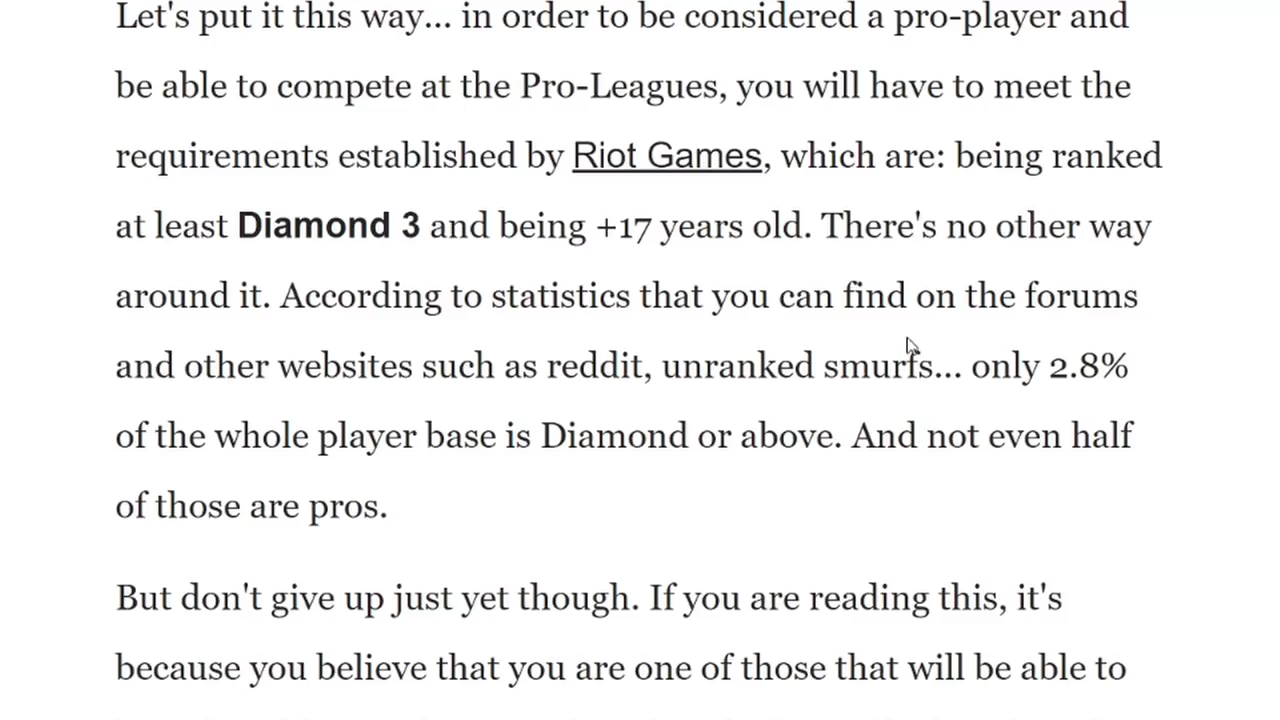 Let's put it this way... in order to be considered a pro-player and
be able to compete at the Pro-Leagues, you will have to meet the
requirements established by Riot Games, which are: being ranked
at least Diamond 3 and being +17 years old. There's no other way
around it. According to statistics that you can find on the forums
and other websites such as reddit, unranked smurfs... only 2.8%
of the whole player base is Diamond or above. And not even half
of those are pros.
But don't give up just yet though. If you are reading this, it's
because you believe that you are one of those that will be able to